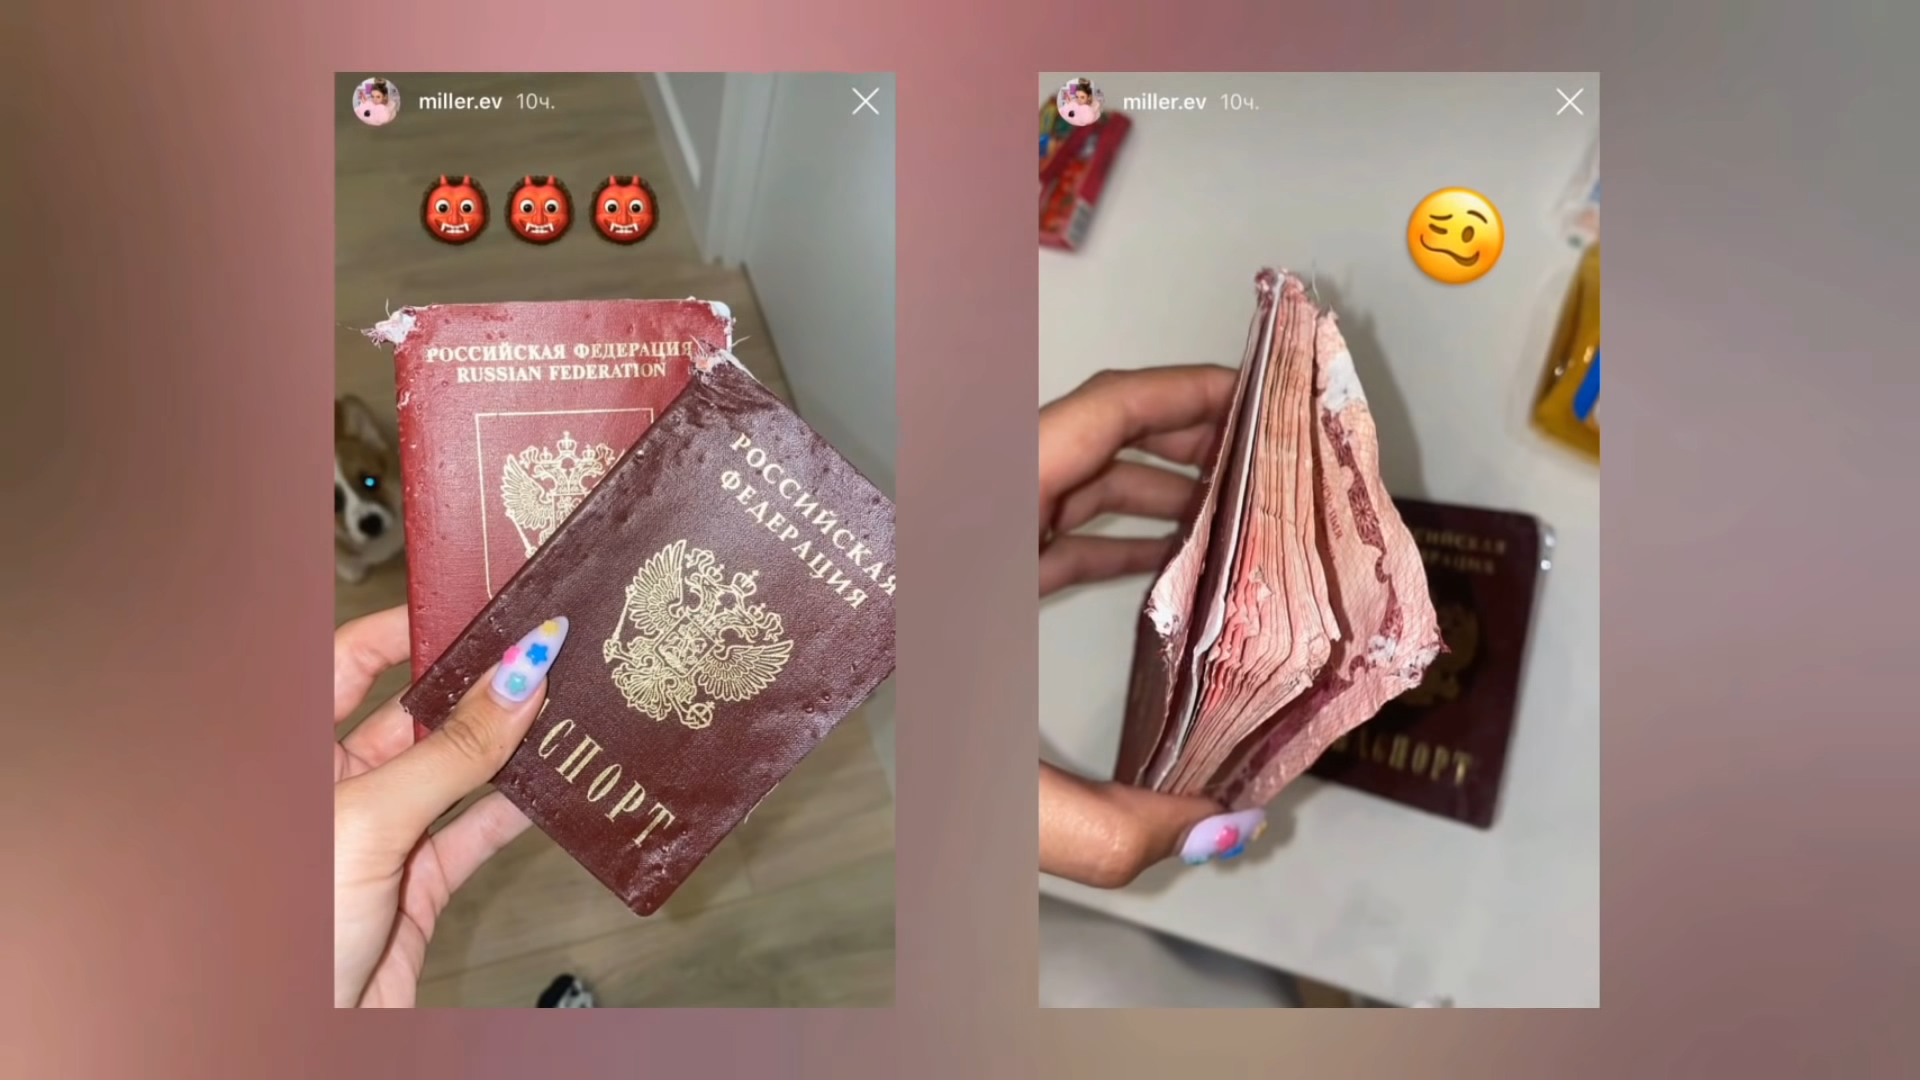 miller.ev 10ч.
РОССИЙСКАЯ ФЕДЕРАЦИЯ
RUSSIAN FEDERATION
РОССИЙСКАЯ
ФЕДЕРАЦИЯ
СПОРТ
miller.ev 10ч.